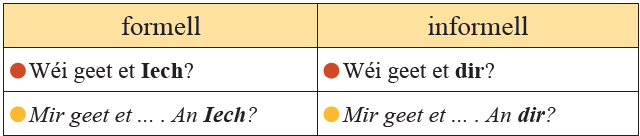 formell informell
Wéi geet et Iech? Wéi geet et dir?
Mir geet et ... . An Iech? Mir geet et ... . An dir?